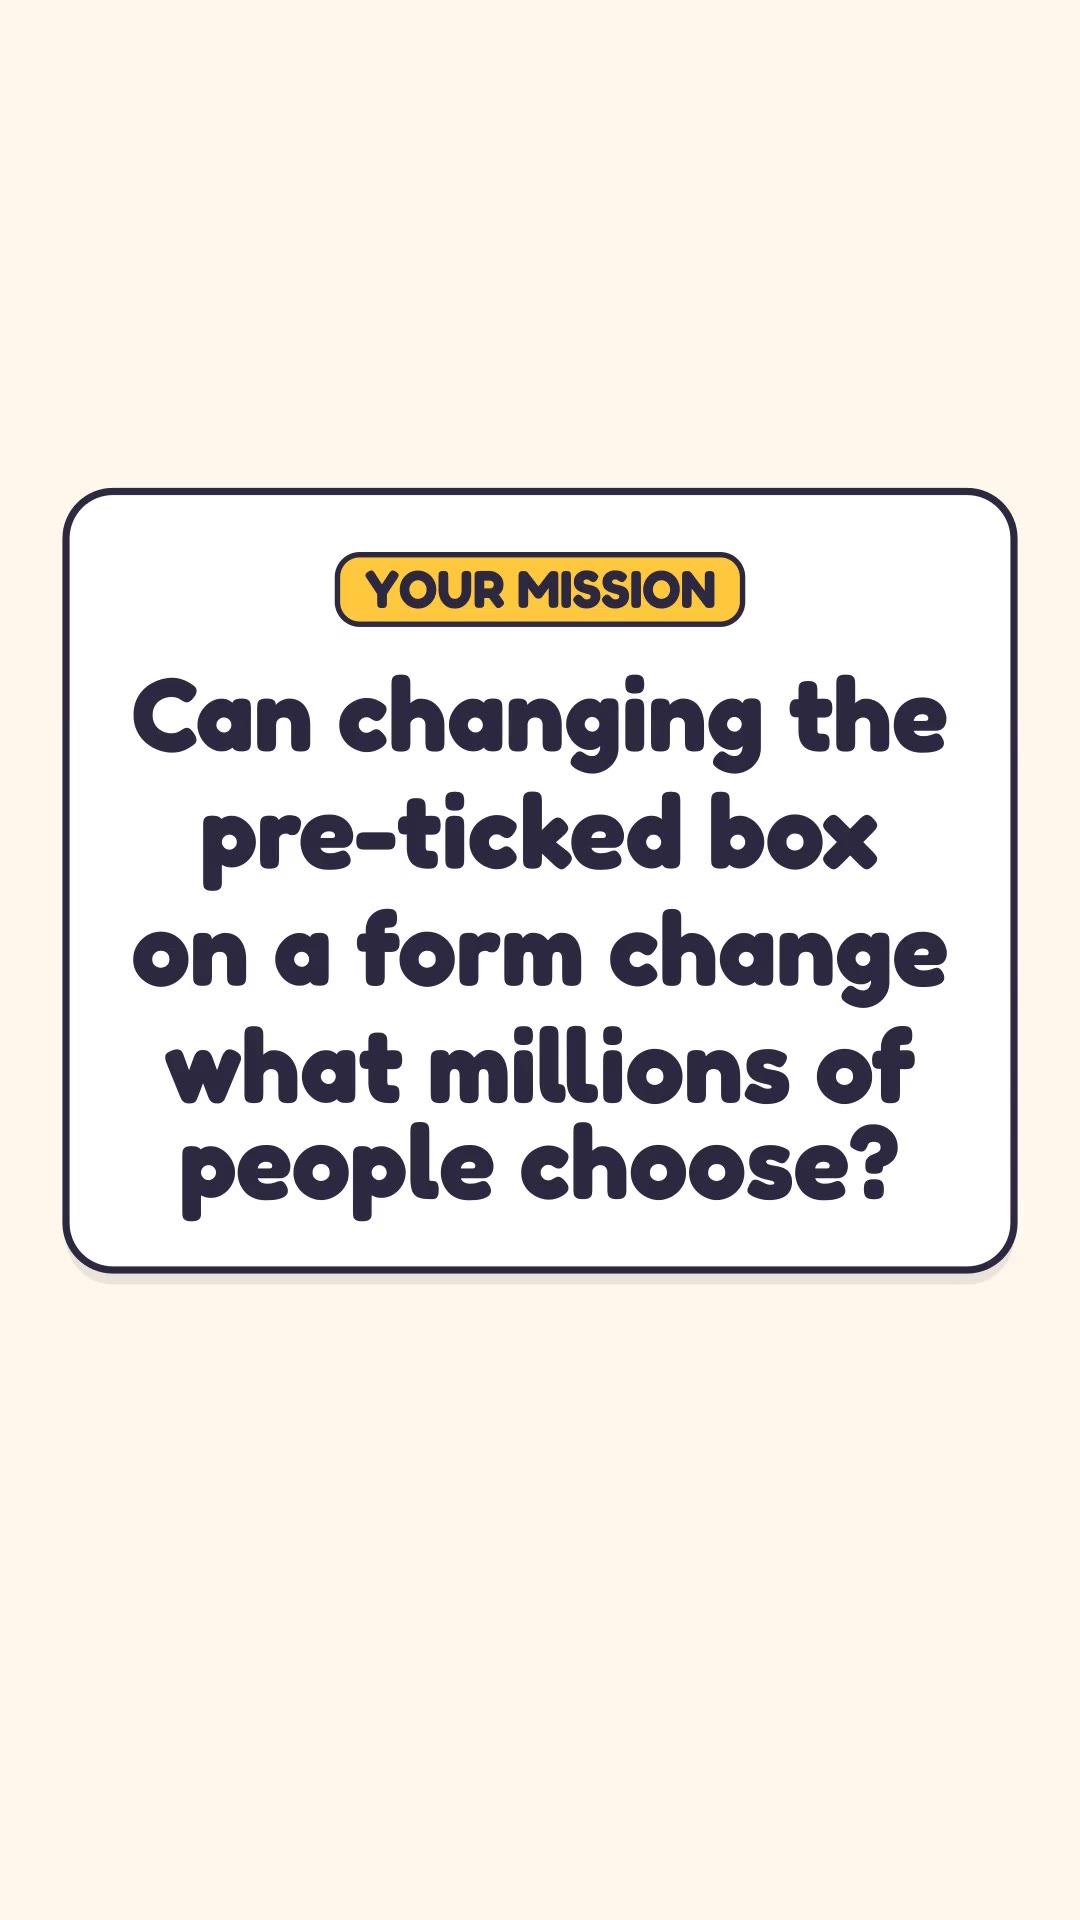 YOUR MISSION
Can changing the
pre-ticked box
on a form change
what millions of
people choose?